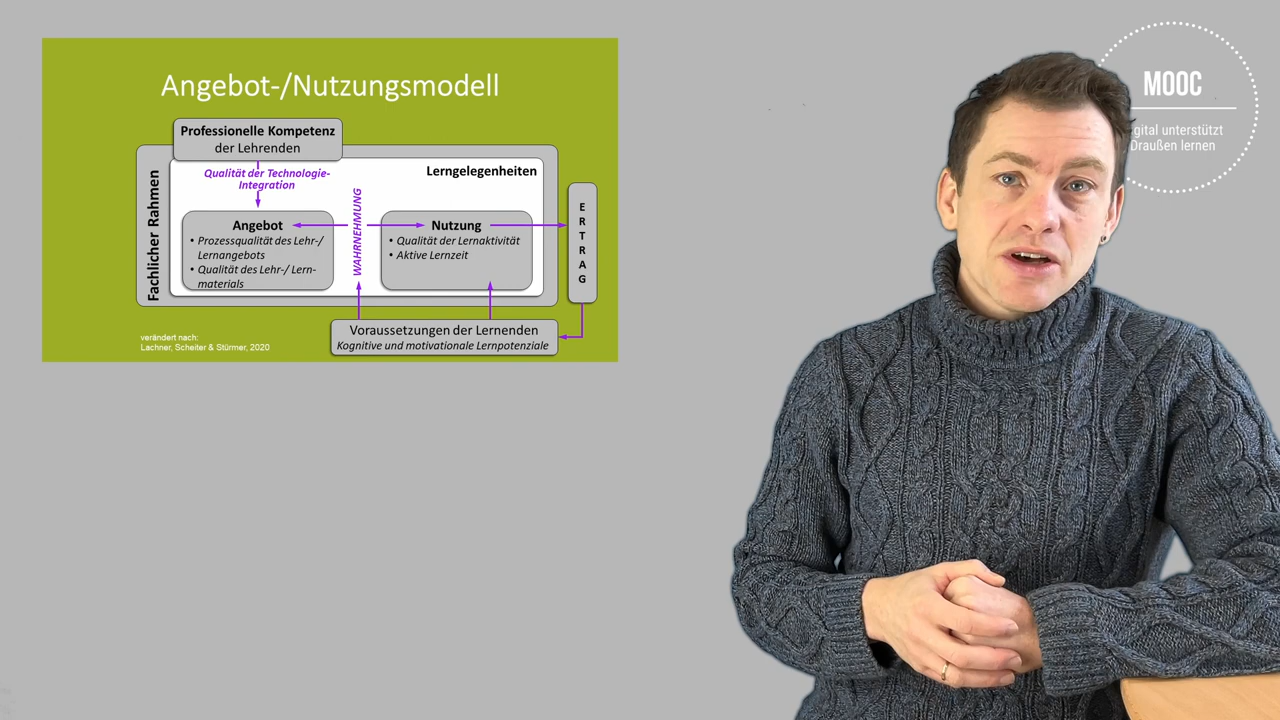 Angebot-/Nutzungsmodell
Professionelle Kompetenz
der Lehrenden
Fachlicher Rahmen
Qualität der Technologie-
Integration
Lerngelegenheiten
WAHRNEHMUNG
Angebot
• Prozessqualität des Lehr-/
Lernangebots
• Qualität des Lehr-/ Lern-
materials
Nutzung
• Qualität der Lernaktivität
• Aktive Lernzeit
ERTRAG
Voraussetzungen der Lernenden
Kognitive und motivationale Lernpotenziale
verändert nach:
Lachner, Scheiter & Stürmer, 2020
MOOC
gital unterstützt
Draußen lernen